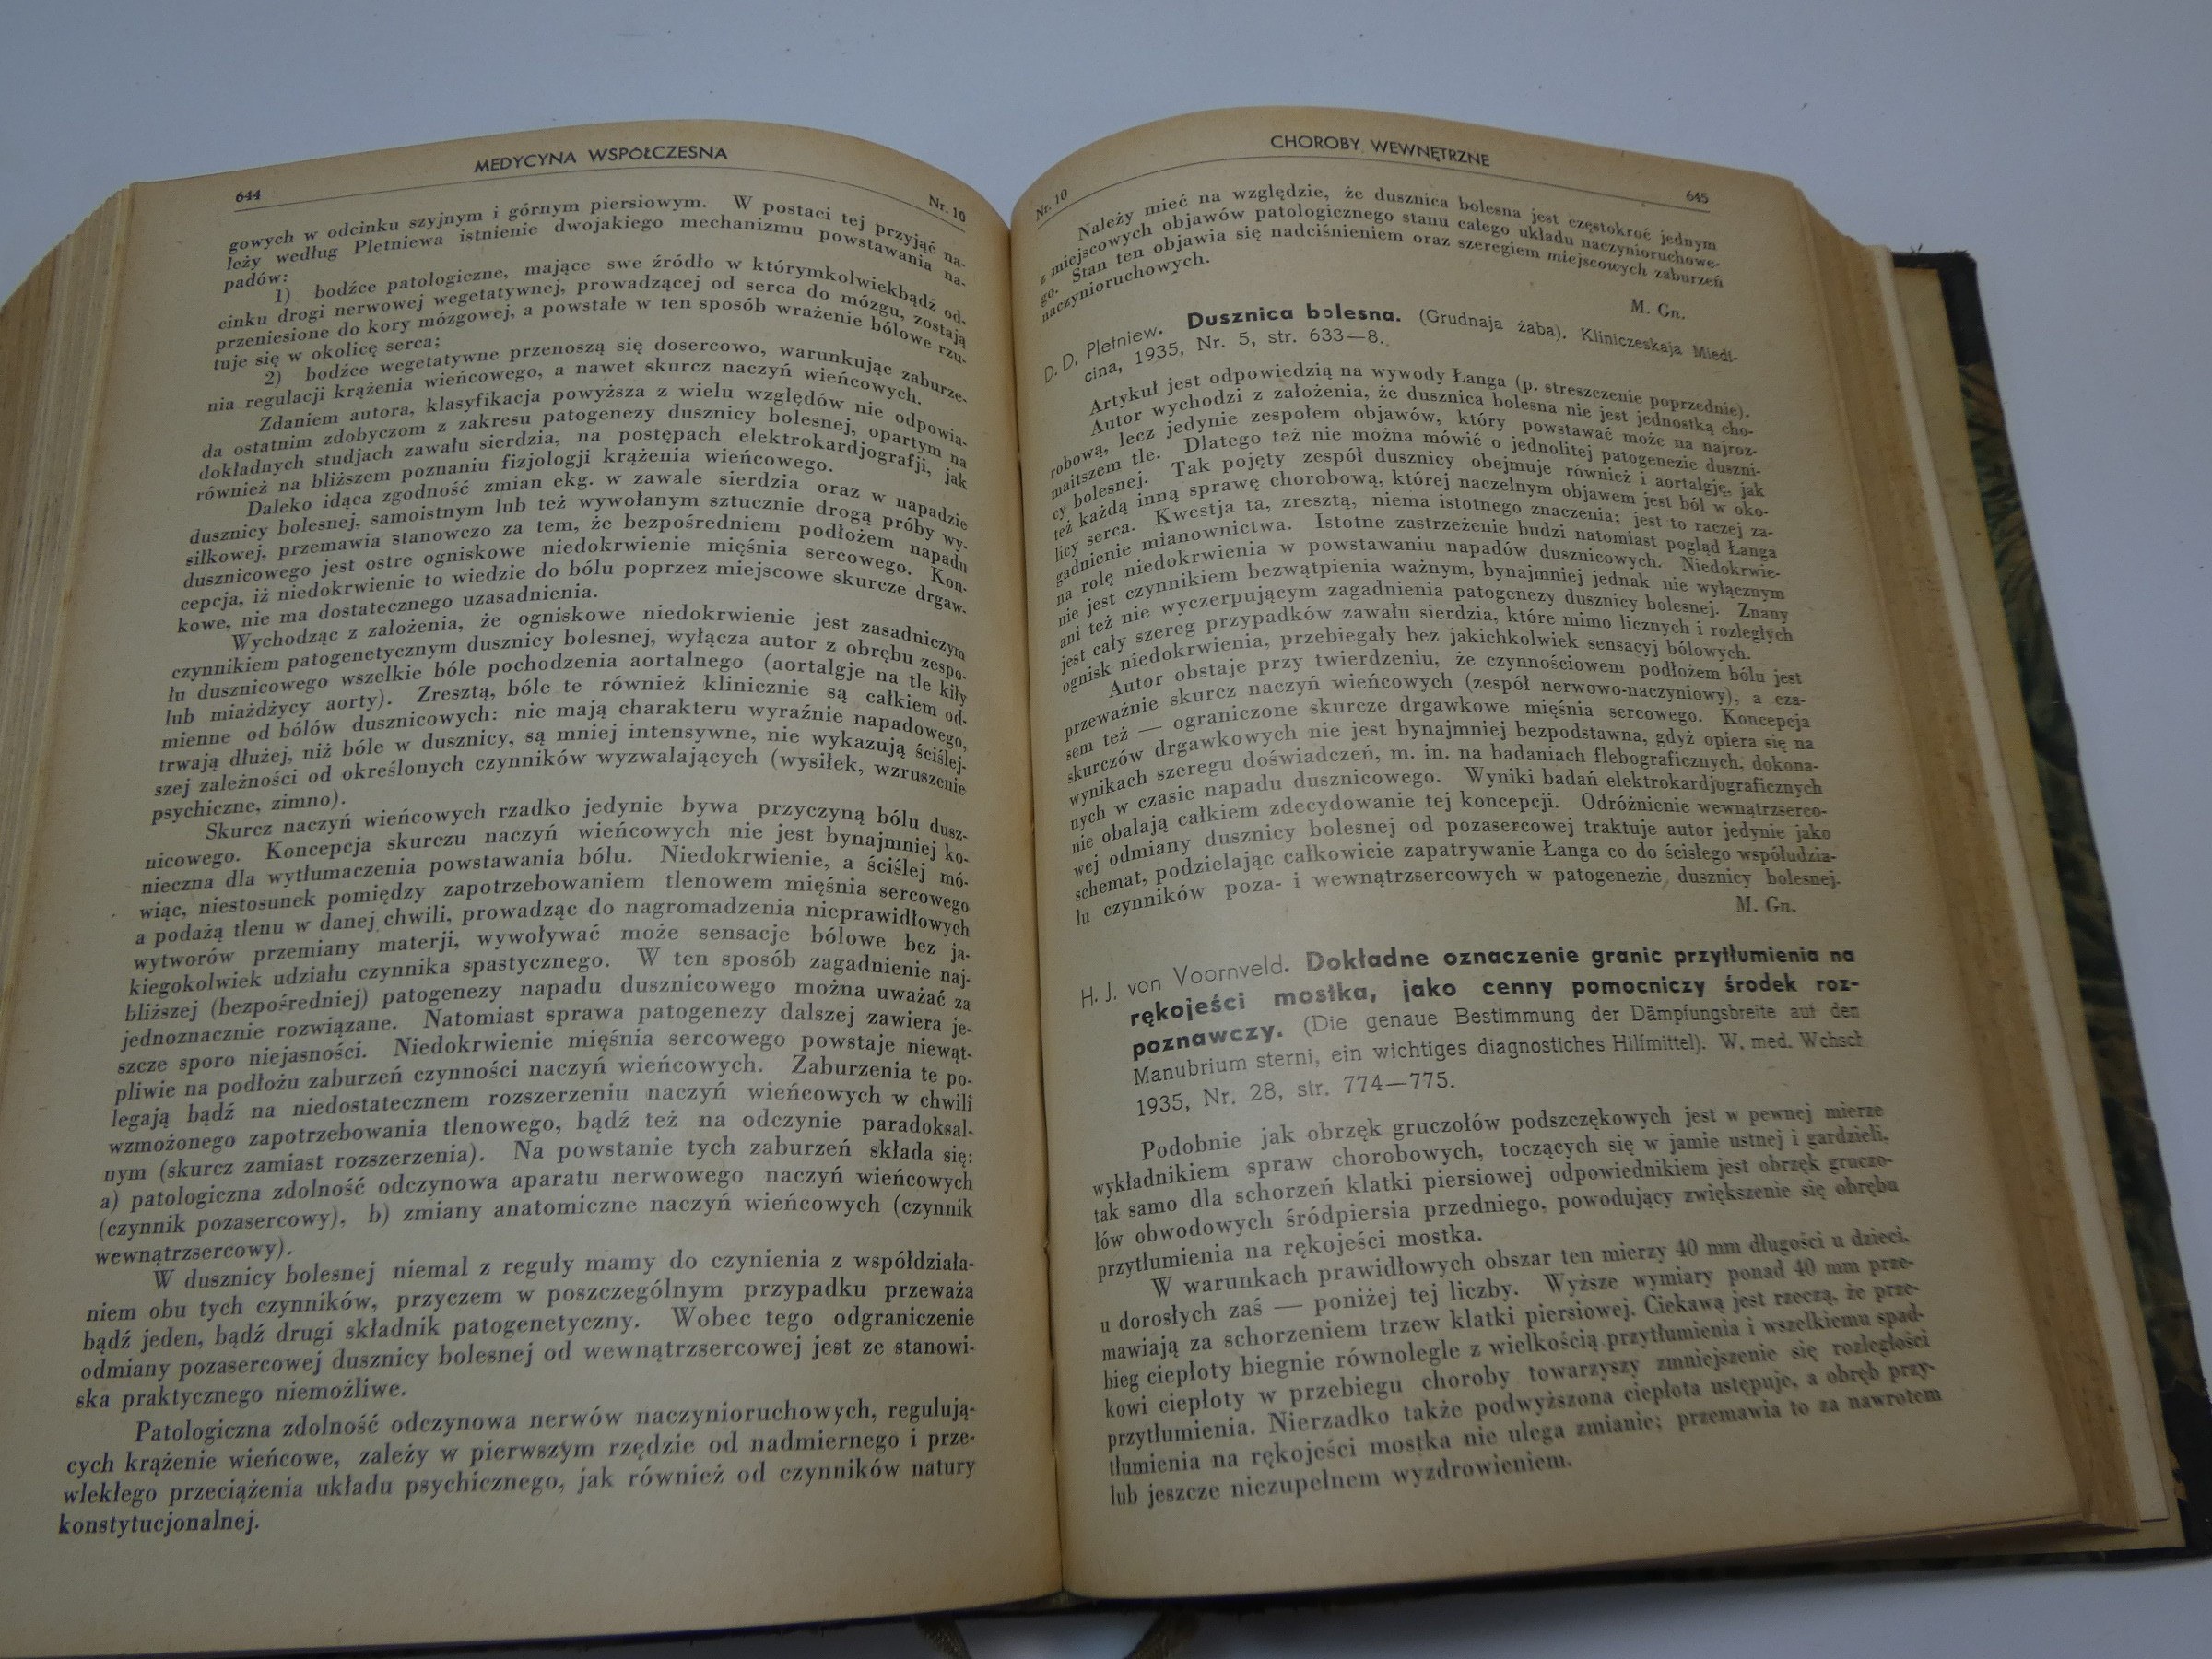 644
MEDYCYNA WSPÓŁCZESNA
Nr. 10
gowych w odcinku szyjnym i górnym piersiowym. W postaci tej przyjąć na-
leży według Pletniewa istnienie dwojakiego mechanizmu powstawania na-
padów:
1) bodźce patologiczne, mające swe źródło w którymkolwiekbądź od-
cinku drogi nerwowej wegetatywnej, prowadzącej od serca do mózgu, zostają
przeniesione do kory mózgowej, a powstałe w ten sposób wrażenie bólowe rzu-
tuje się w okolicę serca;
2) bodźce wegetatywne przenoszą się dosercowo, warunkując zaburze-
nia regulacji krążenia wieńcowego, a nawet skurcz naczyń wieńcowych.
Zdaniem autora, klasyfikacja powyższa z wielu względów nie odpowia-
da ostatnim zdobyczom z zakresu patogenezy dusznicy bolesnej, opartym na
dokładnych studjach zawału sierdzia, na postępach elektrokardjografji, jak
również na bliższem poznaniu fizjologji krążenia wieńcowego.
Daleko idąca zgodność zmian ekg. w zawale sierdzia oraz w napadzie
dusznicy bolesnej, samoistnym lub też wywołanym sztucznie drogą próby wy-
siłkowej, przemawia stanowczo za tem, że bezpośredniem podłożem napadu
dusznicowego jest ostre ogniskowe niedokrwienie mięśnia sercowego. Kon-
cepcja, iż niedokrwienie to wiedzie do bólu poprzez miejscowe skurcze drgaw-
kowe, nie ma dostatecznego uzasadnienia.
Wychodząc z założenia, że ogniskowe niedokrwienie jest zasadniczym
czynnikiem patogenetycznym dusznicy bolesnej, wyłącza autor z obrębu zespo-
łu dusznicowego wszelkie bóle pochodzenia aortalnego (aortalgje na tle kiły
lub miażdżycy aorty). Zresztą, bóle te również klinicznie są całkiem od-
mienne od bólów dusznicowych: nie mają charakteru wyraźnie napadowego,
trwają dłużej, niż bóle w dusznicy, są mniej intensywne, nie wykazują ściślej-
szej zależności od określonych czynników wyzwalających (wysiłek, wzruszenie
psychiczne, zimno).
Skurcz naczyń wieńcowych rzadko jedynie bywa przyczyną bólu dusz-
nicowego. Koncepcja skurczu naczyń wieńcowych nie jest bynajmniej ko-
nieczna dla wytłumaczenia powstawania bólu. Niedokrwienie, a ściślej mó-
wiąc, niestosunek pomiędzy zapotrzebowaniem tlenowem mięśnia sercowego
a podażą tlenu w danej chwili, prowadząc do nagromadzenia nieprawidłowych
wytworów przemiany materji, wywoływać może sensacje bólowe bez ja-
kiegokolwiek udziału czynnika spastycznego. W ten sposób zagadnienie naj-
bliższej (bezpośredniej) patogenezy napadu dusznicowego można uważać za
jednoznacznie rozwiązane. Natomiast sprawa patogenezy dalszej zawiera je-
szcze sporo niejasności. Niedokrwienie mięśnia sercowego powstaje niewąt-
pliwie na podłożu zaburzeń czynności naczyń wieńcowych. Zaburzenia te po-
legają bądź na niedostatecznem rozszerzeniu naczyń wieńcowych w chwili
wzmożonego zapotrzebowania tlenowego, bądź też na odczynie paradoksal-
nym (skurcz zamiast rozszerzenia). Na powstanie tych zaburzeń składa się:
a) patologiczna zdolność odczynowa aparatu nerwowego naczyń wieńcowych
(czynnik pozasercowy), b) zmiany anatomiczne naczyń wieńcowych (czynnik
wewnątrzsercowy).
W dusznicy bolesnej niemal z reguły mamy do czynienia z współdziała-
niem obu tych czynników, przyczem w poszczególnym przypadku przeważa
bądź jeden, bądź drugi składnik patogenetyczny. Wobec tego odgraniczenie
odmiany pozasercowej dusznicy bolesnej od wewnątrzsercowej jest ze stanowi-
ska praktycznego niemożliwe.
Patologiczna zdolność odczynowa nerwów naczynioruchowych, regulują-
cych krążenie wieńcowe, zależy w pierwszym rzędzie od nadmiernego i prze-
wlekłego przeciążenia układu psychicznego, jak również od czynników natury
konstytucjonalnej.
Nr. 10
CHOROBY WEWNĘTRZNE
645
Należy mieć na względzie, że dusznica bolesna jest częstokroć jednym
z miejscowych objawów patologicznego stanu całego układu naczynioruchowe-
go. Stan ten objawia się nadciśnieniem oraz szeregiem miejscowych zaburzeń
naczynioruchowych.
M. Gn.
D. D. Pletniew. Dusznica bolesna. (Grudnaja żaba). Kliniczeskaja Miedi-
cina, 1935, Nr. 5, str. 633—8.
Artykuł jest odpowiedzią na wywody Łanga (p. streszczenie poprzednie).
Autor wychodzi z założenia, że dusznica bolesna nie jest jednostką cho-
robową, lecz jedynie zespołem objawów, który powstawać może na najroz-
maitszem tle. Dlatego też nie można mówić o jednolitej patogenezie duszni-
cy bolesnej. Tak pojęty zespół dusznicy obejmuje również i aortalgję, jak
też każdą inną sprawę chorobową, której naczelnym objawem jest ból w oko-
licy serca. Kwestja ta, zresztą, niema istotnego znaczenia; jest to raczej za-
gadnienie mianownictwa. Istotne zastrzeżenie budzi natomiast pogląd Łanga
na rolę niedokrwienia w powstawaniu napadów dusznicowych. Niedokrwie-
nie jest czynnikiem bezwątpienia ważnym, bynajmniej jednak nie wyłącznym
ani też nie wyczerpującym zagadnienia patogenezy dusznicy bolesnej. Znany
jest cały szereg przypadków zawału sierdzia, które mimo licznych i rozległych
ognisk niedokrwienia, przebiegały bez jakichkolwiek sensacyj bólowych.
Autor obstaje przy twierdzeniu, że czynnościowem podłożem bólu jest
przeważnie skurcz naczyń wieńcowych (zespół nerwowo-naczyniowy), a cza-
sem też — ograniczone skurcze drgawkowe mięśnia sercowego. Koncepcja
skurczów drgawkowych nie jest bynajmniej bezpodstawna, gdyż opiera się na
wynikach szeregu doświadczeń, m. in. na badaniach flebograficznych, dokona-
nych w czasie napadu dusznicowego. Wyniki badań elektrokardjograficznych
nie obalają całkiem zdecydowanie tej koncepcji. Odróżnienie wewnątrzserco-
wej odmiany dusznicy bolesnej od pozasercowej traktuje autor jedynie jako
schemat, podzielając całkowicie zapatrywanie Łanga co do ścisłego współudzia-
łu czynników poza- i wewnątrzsercowych w patogenezie dusznicy bolesnej.
M. Gn.
H. J. von Voornveld. Dokładne oznaczenie granic przytłumienia na
rękojeści mostka, jako cenny pomocniczy środek roz-
poznawczy. (Die genaue Bestimmung der Dämpfungsbreite auf dem
Manubrium sterni, ein wichtiges diagnostiches Hilfmittel). W. med. Wchsch
1935, Nr. 28, str. 774—775.
Podobnie jak obrzęk gruczołów podszczękowych jest w pewnej mierze
wykładnikiem spraw chorobowych, toczących się w jamie ustnej i gardzieli,
tak samo dla schorzeń klatki piersiowej odpowiednikiem jest obrzęk gruczo-
łów obwodowych śródpiersia przedniego, powodujący zwiększenie się obrębu
przytłumienia na rękojeści mostka.
W warunkach prawidłowych obszar ten mierzy 40 mm długości u dzieci,
u dorosłych zaś — poniżej tej liczby. Wyższe wymiary ponad 40 mm prze-
mawiają za schorzeniem trzew klatki piersiowej. Ciekawą jest rzeczą, że prze-
bieg ciepłoty biegnie równolegle z wielkością przytłumienia i wszelkiemu spad-
kowi ciepłoty w przebiegu choroby towarzyszy zmniejszenie się rozległości
przytłumienia. Nierzadko także podwyższona ciepłota ustępuje, a obręb przy-
tłumienia na rękojeści mostka nie ulega zmianie; przemawia to za nawrotem
lub jeszcze niezupełnem wyzdrowieniem.